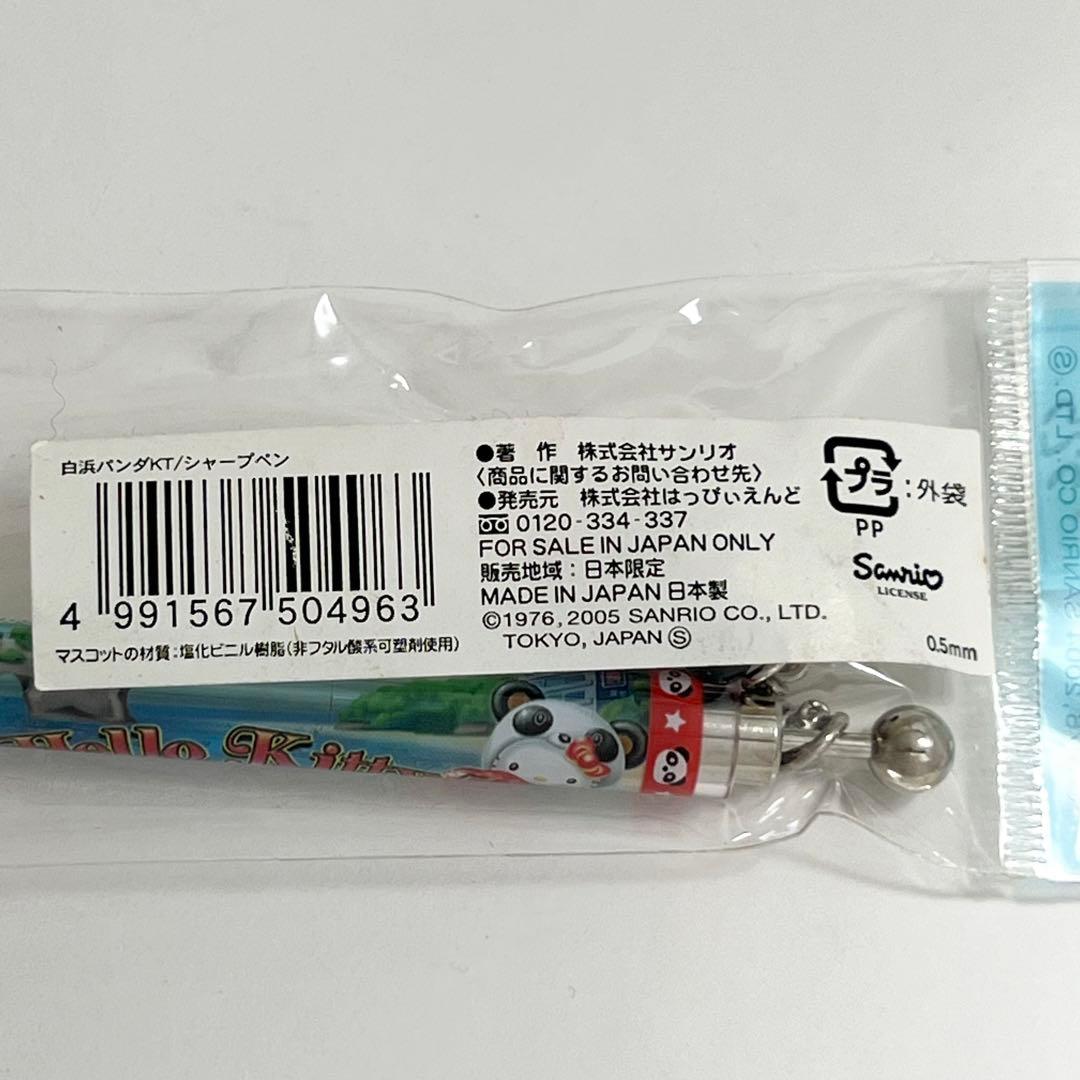 白浜パンダKT/シャープペン
4 991567 504963
マスコットの材質:塩化ビニル樹脂(非フタル酸系可塑剤使用)
●著 作 株式会社サンリオ
〈商品に関するお問い合わせ先〉
●発売元 株式会社はっぴぃえんど
0120-334-337
FOR SALE IN JAPAN ONLY
販売地域:日本限定
MADE IN JAPAN 日本製
©1976, 2005 SANRIO CO., LTD.
TOKYO, JAPAN Ⓢ
プラ:外袋
PP
Sanrio
LICENSE
0.5mm
Hello Kitty
SANRIO CO., LTD. Ⓢ